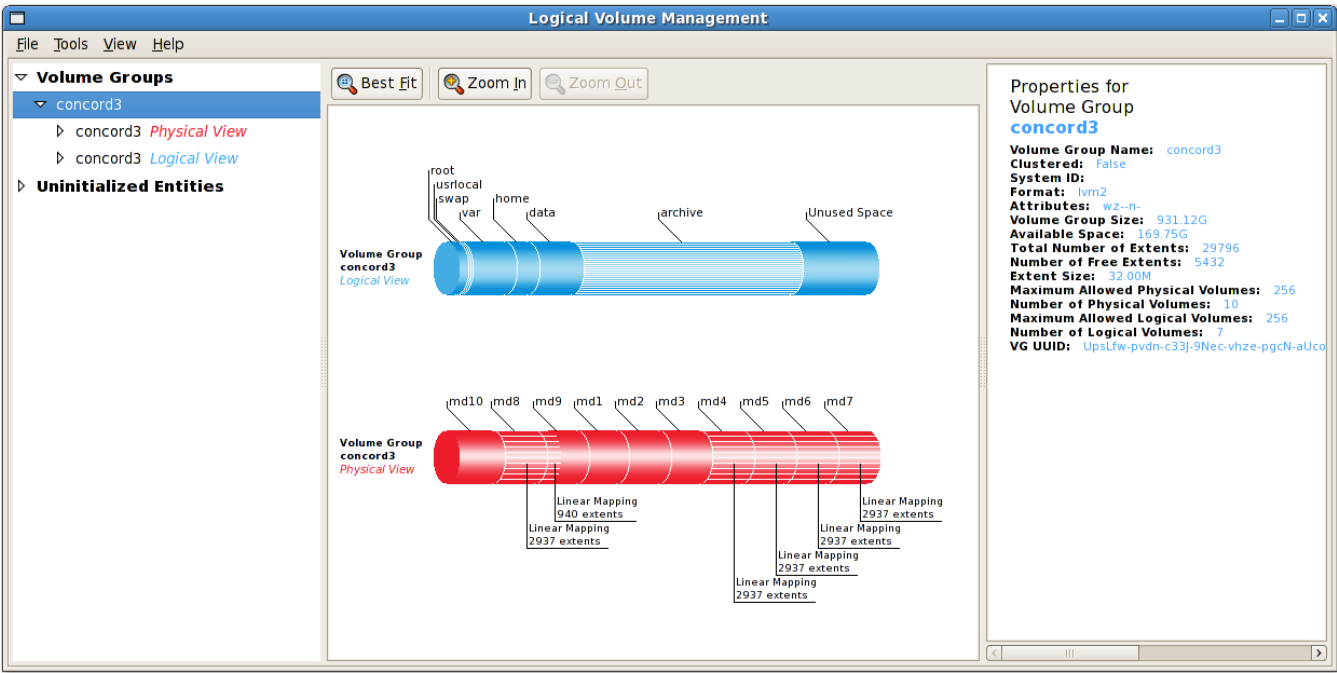 Logical Volume Management
File Tools View Help
Volume Groups
concord3
concord3 Physical View
concord3 Logical View
Uninitialized Entities
Best Fit
Zoom In
Zoom Out
root
usrlocal
swap
home
var
data
archive
Unused Space
Volume Group
concord3
Logical View
md10 md8 md9 md1 md2 md3 md4 md5 md6 md7
Volume Group
concord3
Physical View
Linear Mapping
940 extents
Linear Mapping
2937 extents
Linear Mapping
2937 extents
Linear Mapping
2937 extents
Linear Mapping
2937 extents
Linear Mapping
2937 extents
Properties for
Volume Group
concord3
Volume Group Name: concord3
Clustered: False
System ID:
Format: lvm2
Attributes: wz--n-
Volume Group Size: 931.12G
Available Space: 169.75G
Total Number of Extents: 29796
Number of Free Extents: 5432
Extent Size: 32.00M
Maximum Allowed Physical Volumes: 256
Number of Physical Volumes: 10
Maximum Allowed Logical Volumes: 256
Number of Logical Volumes: 7
VG UUID: UpsLfw-pvdn-c33J-9Nec-vhze-pgcN-aUco